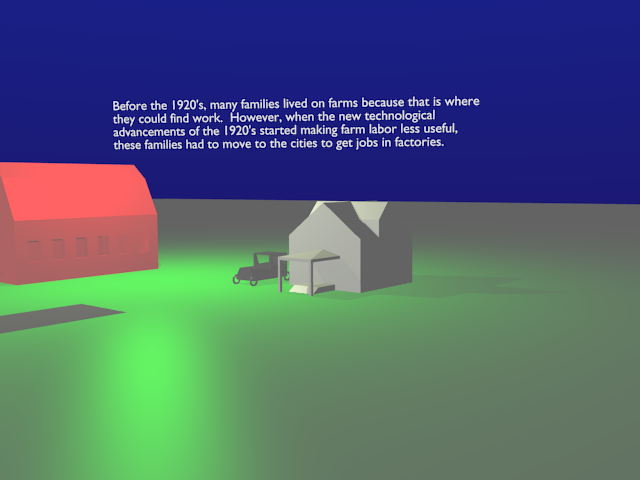 Before the 1920's, many families lived on farms because that is where
they could find work.  However, when the new technological
advancements of the 1920's started making farm labor less useful,
these families had to move to the cities to get jobs in factories.